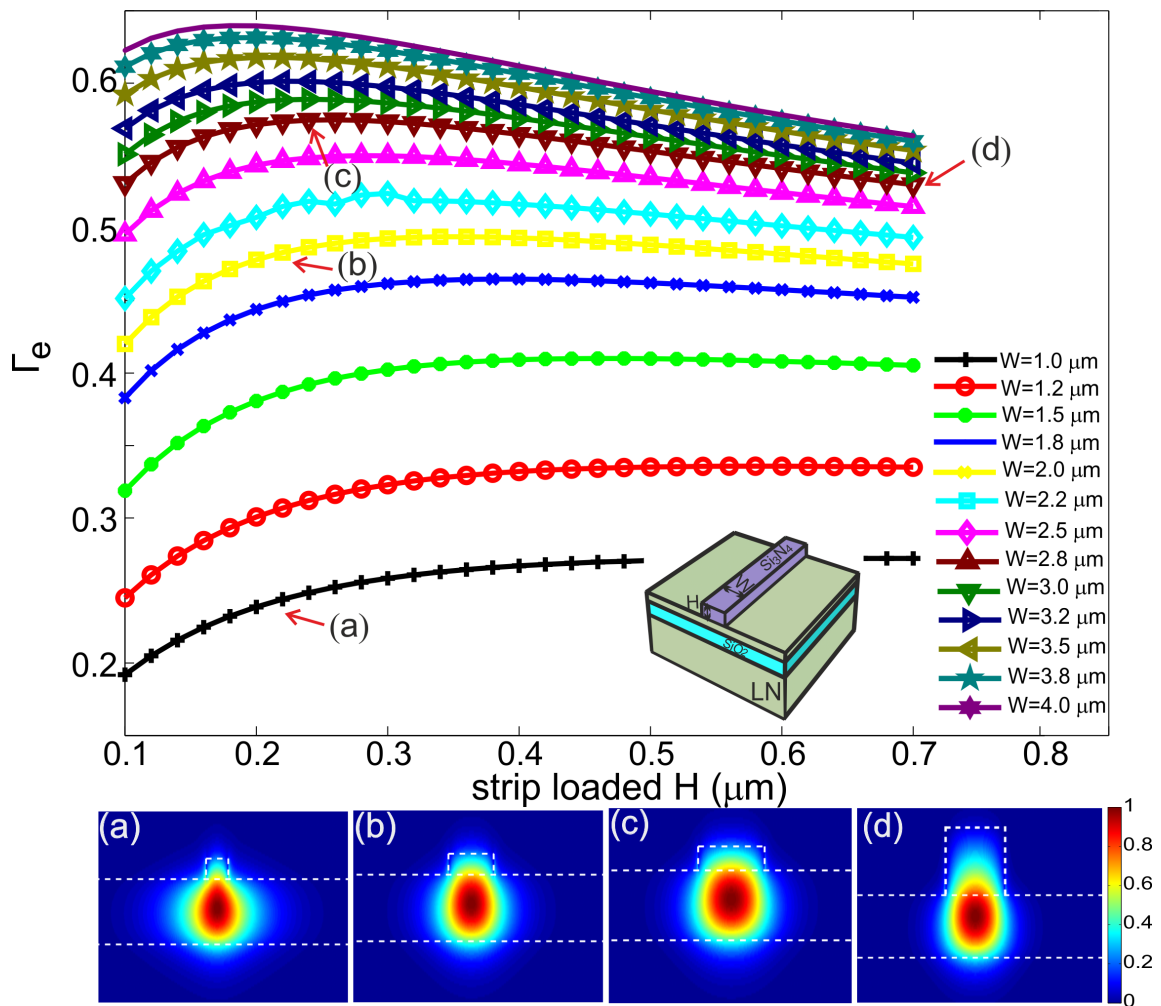 0.6
0.5
0.4
0.3
0.2
Γe
(c)
(d)
(b)
(a)
W=1.0 μm
W=1.2 μm
W=1.5 μm
W=1.8 μm
W=2.0 μm
W=2.2 μm
W=2.5 μm
W=2.8 μm
W=3.0 μm
W=3.2 μm
W=3.5 μm
W=3.8 μm
W=4.0 μm
Si3N4
W
H
SiO2
LN
0.1 0.2 0.3 0.4 0.5 0.6 0.7 0.8
strip loaded H (μm)
(a) (b) (c) (d)
1
0.8
0.6
0.4
0.2
0